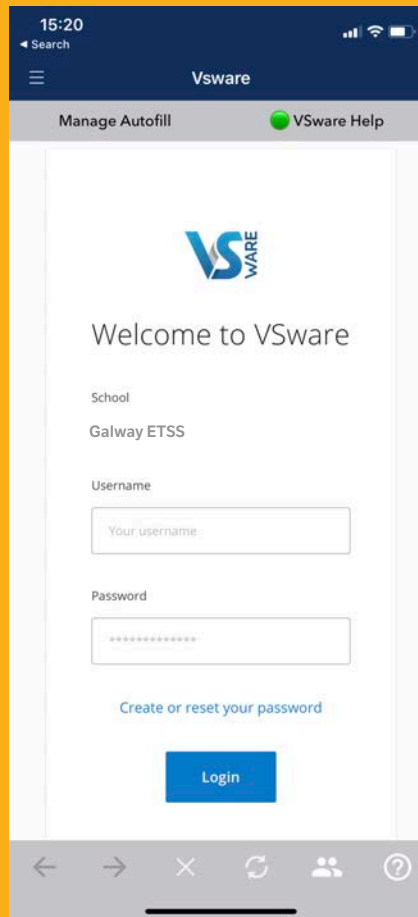 15:20
◀ Search
Vsware
Manage Autofill
VSware Help
VS
WARE
Welcome to VSware
School
Galway ETSS
Username
Your username
Password
*************
Create or reset your password
Login